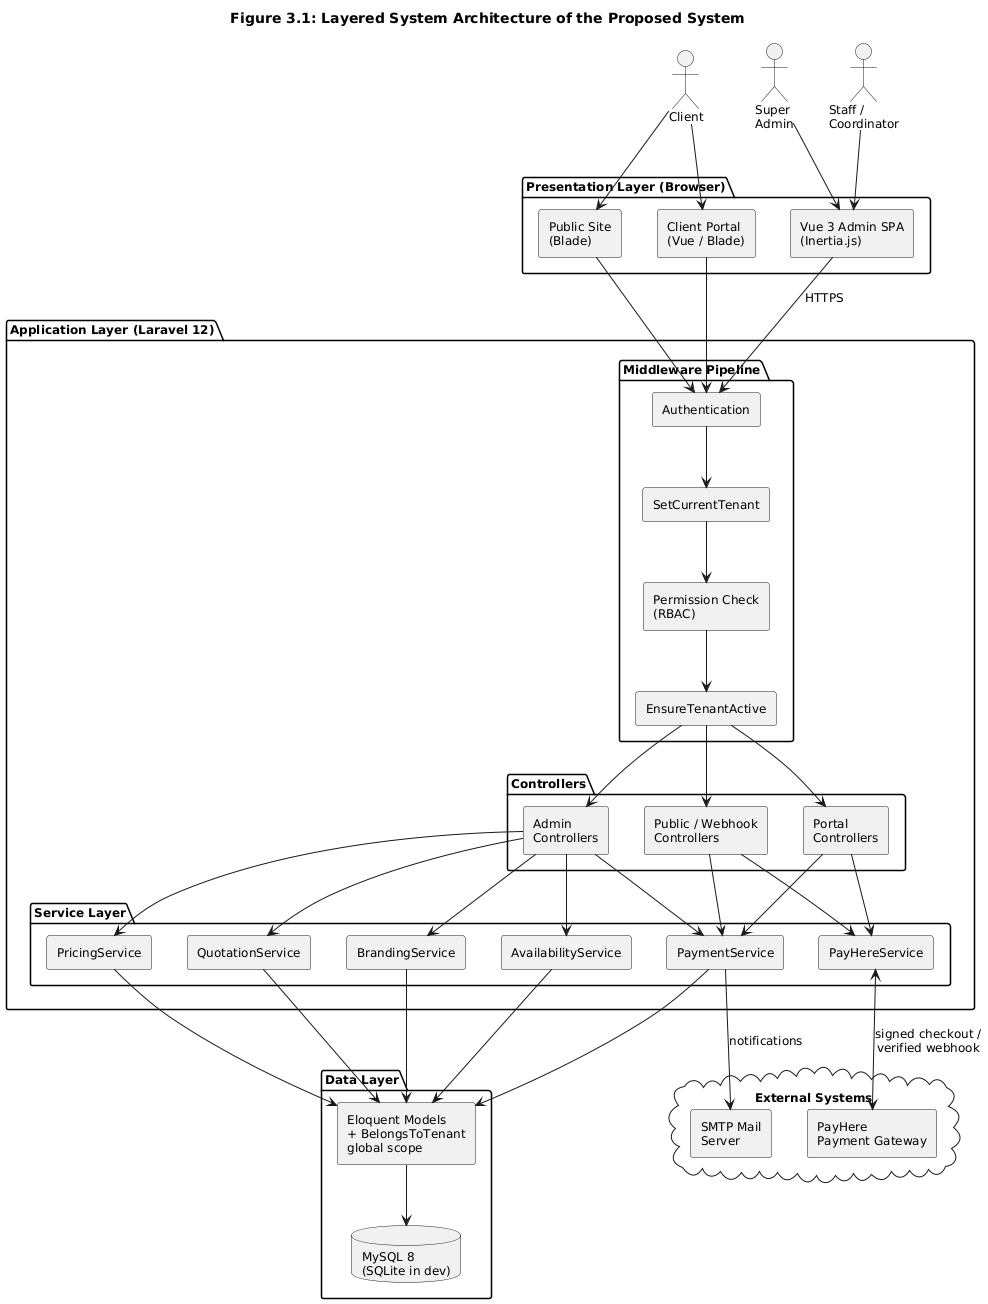 Figure 3.1: Layered System Architecture of the Proposed System
Client
Super
Admin
Staff /
Coordinator
Presentation Layer (Browser)
Public Site
(Blade)
Client Portal
(Vue / Blade)
Vue 3 Admin SPA
(Inertia.js)
HTTPS
Application Layer (Laravel 12)
Middleware Pipeline
Authentication
SetCurrentTenant
Permission Check
(RBAC)
EnsureTenantActive
Controllers
Admin
Controllers
Public / Webhook
Controllers
Portal
Controllers
Service Layer
PricingService
QuotationService
BrandingService
AvailabilityService
PaymentService
PayHereService
notifications
signed checkout /
verified webhook
Data Layer
Eloquent Models
+ BelongsToTenant
global scope
MySQL 8
(SQLite in dev)
External Systems
SMTP Mail
Server
PayHere
Payment Gateway